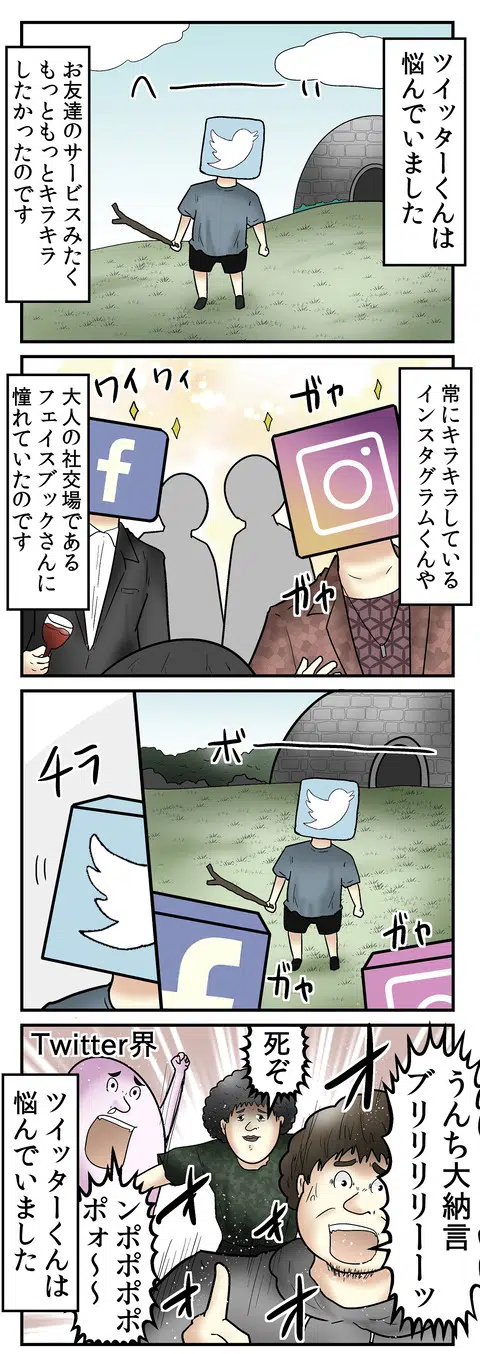 ツイッターくんは
悩んでいました
へーーーい
お友達のサービスみたく
もっともっとキラキラ
したかったのです
常にキラキラしている
インスタグラムくんや
ガヤ
ガヤ
ワイワイ
大人の社交場である
フェイスブックさんに
憧れていたのです
f
ボーーーー
チラ
f
ガヤ
ガヤ
Twitter界
うんち大納言
ブリリリリーーッ
死ぞ
オ
オ
オ
オ
ンポポポポ
ポォ〜〜
ツイッターくんは
悩んでいました